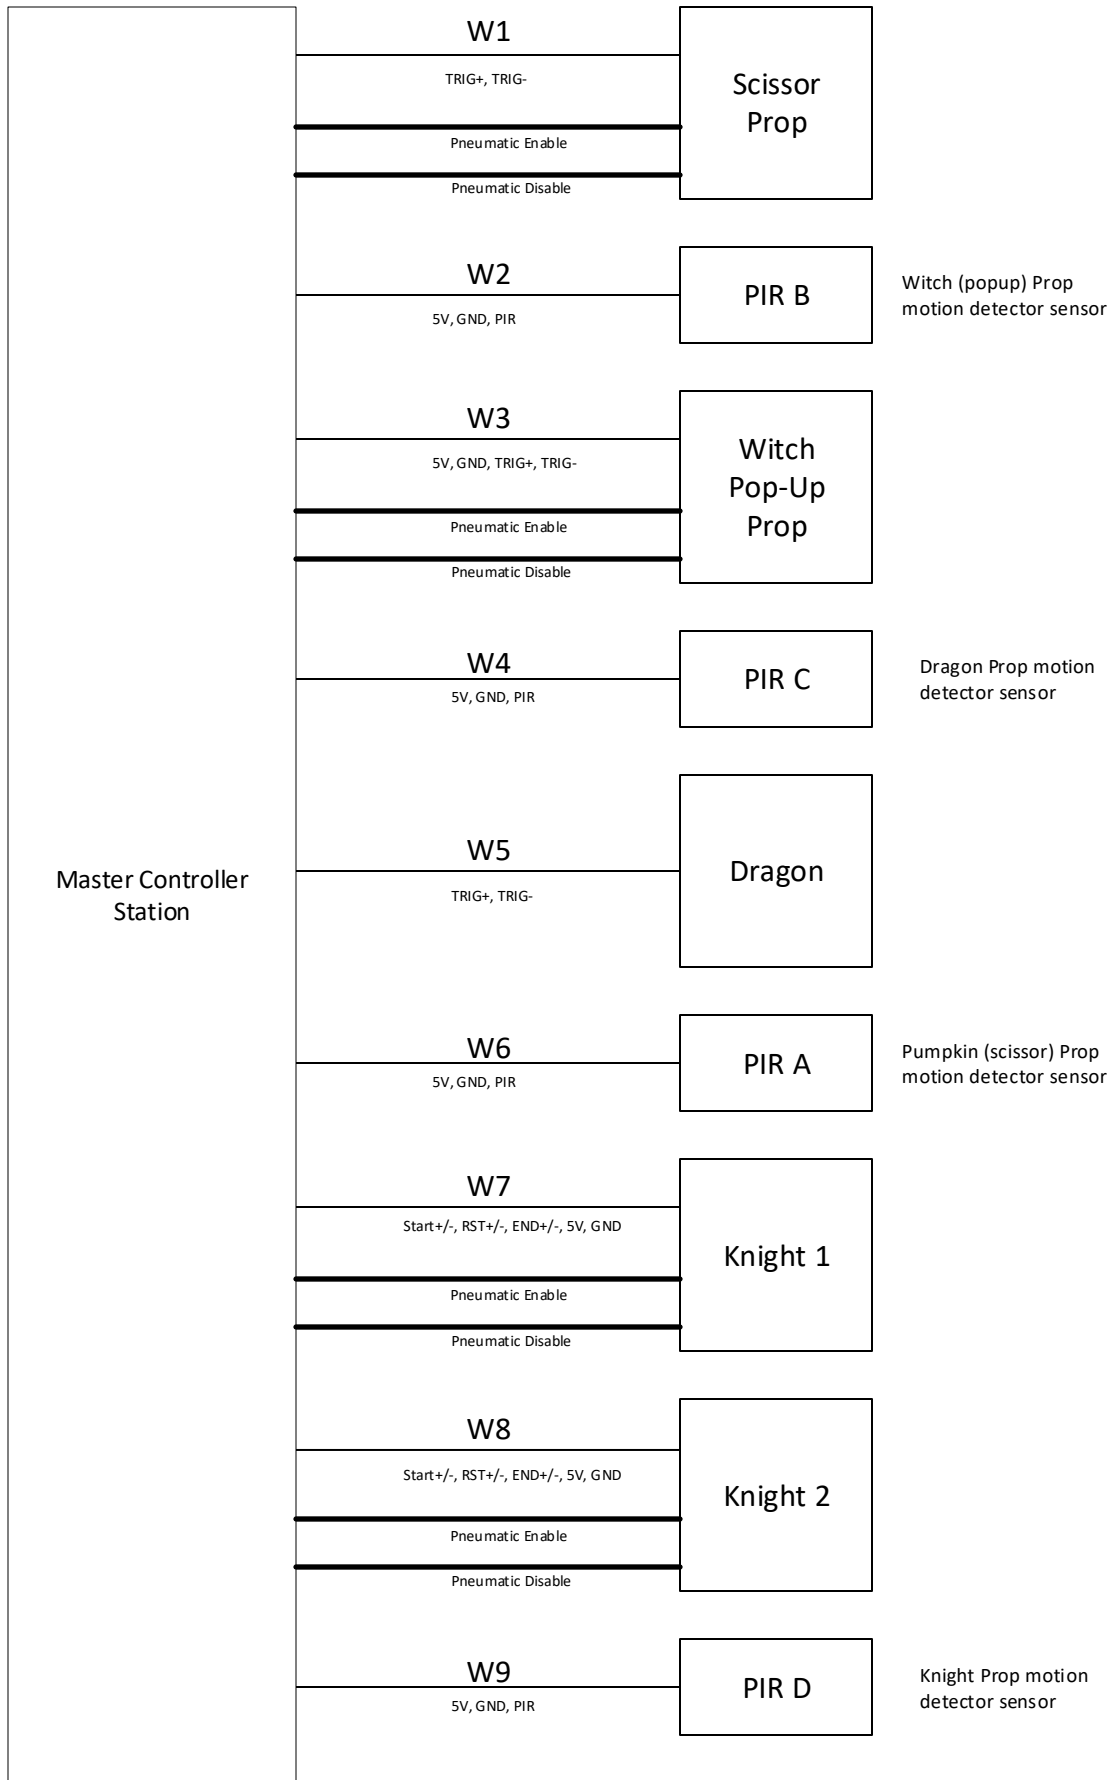 W1
TRIG+, TRIG-
Pneumatic Enable
Pneumatic Disable
Scissor
Prop
W2
5V, GND, PIR
PIR B
Witch (popup) Prop
motion detector sensor
W3
5V, GND, TRIG+, TRIG-
Pneumatic Enable
Pneumatic Disable
Witch
Pop-Up
Prop
W4
5V, GND, PIR
PIR C
Dragon Prop motion
detector sensor
Master Controller
Station
W5
TRIG+, TRIG-
Dragon
W6
5V, GND, PIR
PIR A
Pumpkin (scissor) Prop
motion detector sensor
W7
Start+/-, RST+/-, END+/-, 5V, GND
Pneumatic Enable
Pneumatic Disable
Knight 1
W8
Start+/-, RST+/-, END+/-, 5V, GND
Pneumatic Enable
Pneumatic Disable
Knight 2
W9
5V, GND, PIR
PIR D
Knight Prop motion
detector sensor